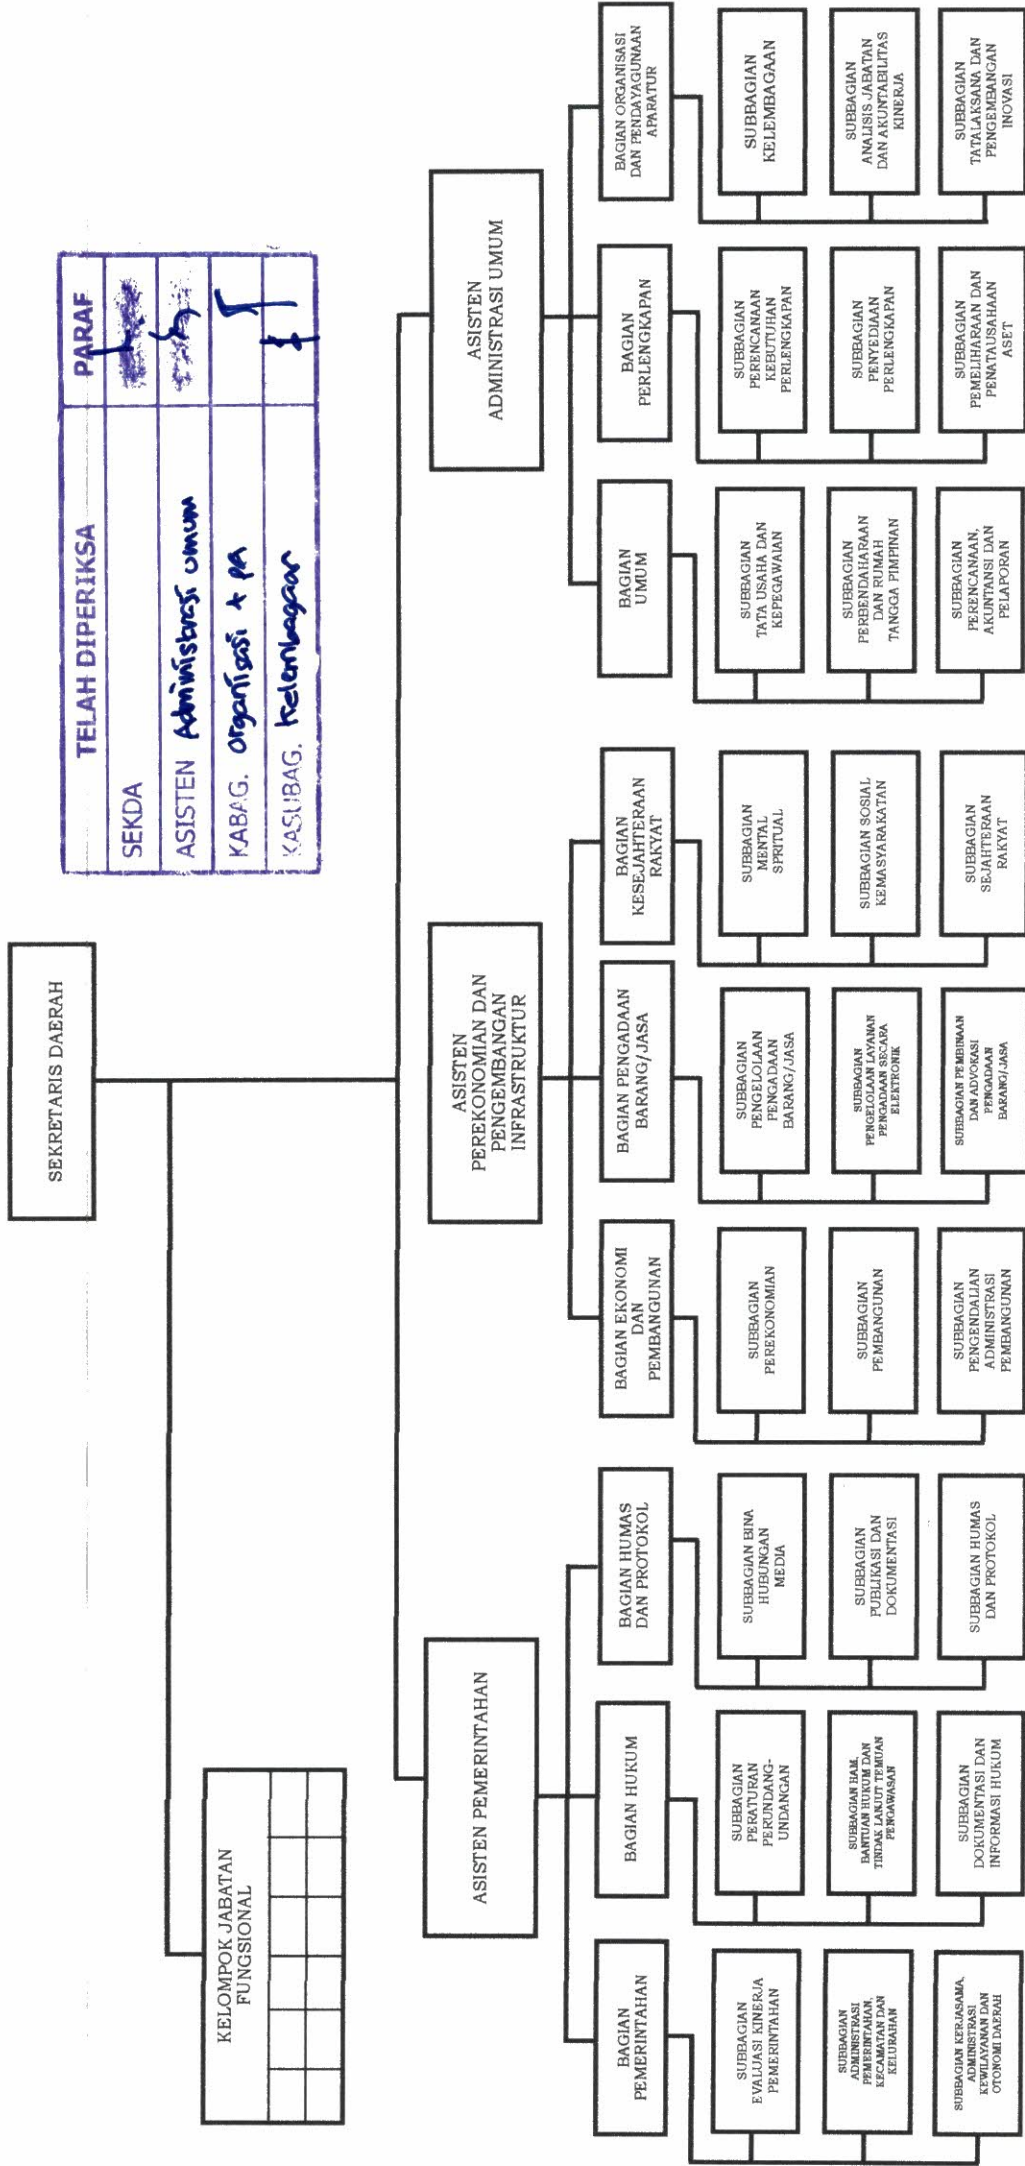 SEKRETARIS DAERAH
TELAH DIPERIKSA
PARAF
SEKDA
ASISTEN Administrasi umum
KABAG. Organisasi & PA
KASUBAG. Kelembagaan
KELOMPOK JABATAN
FUNGSIONAL
ASISTEN PEMERINTAHAN
ASISTEN
PEREKONOMIAN DAN
PENGEMBANGAN
INFRASTRUKTUR
ASISTEN
ADMINISTRASI UMUM
BAGIAN
PEMERINTAHAN
BAGIAN HUKUM
BAGIAN HUMAS
DAN PROTOKOL
BAGIAN EKONOMI
DAN
PEMBANGUNAN
BAGIAN PENGADAAN
BARANG/JASA
BAGIAN
KESEJAHTERAAN
RAKYAT
BAGIAN
UMUM
BAGIAN
PERLENGKAPAN
BAGIAN ORGANISASI
DAN PENDAYAGUNAAN
APARATUR
SUBBAGIAN
EVALUASI KINERJA
PEMERINTAHAN
SUBBAGIAN
PERATURAN
PERUNDANG-
UNDANGAN
SUBBAGIAN BINA
HUBUNGAN
MEDIA
SUBBAGIAN
PEREKONOMIAN
SUBBAGIAN
PENGELOLAAN
PENGADAAN
BARANG/JASA
SUBBAGIAN
MENTAL
SPRITUAL
SUBBAGIAN
TATA USAHA DAN
KEPEGAWAIAN
SUBBAGIAN
PERENCANAAN
KEBUTUHAN
PERLENGKAPAN
SUBBAGIAN
KELEMBAGAAN
SUBBAGIAN
ADMINISTRASI
PEMERINTAHAN,
KECAMATAN DAN
KELURAHAN
SUBBAGIAN HAM,
BANTUAN HUKUM DAN
TINDAK LANJUT TEMUAN
PENGAWASAN
SUBBAGIAN
PUBLIKASI DAN
DOKUMENTASI
SUBBAGIAN
PEMBANGUNAN
SUBBAGIAN
PENGELOLAAN LAYANAN
PENGADAAN SECARA
ELEKTRONIK
SUBBAGIAN SOSIAL
KEMASYARAKATAN
SUBBAGIAN
PERBENDAHARAAN
DAN RUMAH
TANGGA PIMPINAN
SUBBAGIAN
PENYEDIAAN
PERLENGKAPAN
SUBBAGIAN
ANALISIS JABATAN
DAN AKUNTABILITAS
KINERJA
SUBBAGIAN KERJASAMA,
ADMINISTRASI
KEWILAYANAN DAN
OTONOMI DAERAH
SUBBAGIAN
DOKUMENTASI DAN
INFORMASI HUKUM
SUBBAGIAN HUMAS
DAN PROTOKOL
SUBBAGIAN
PENGENDALIAN
ADMINISTRASI
PEMBANGUNAN
SUBBAGIAN PEMBINAAN
DAN ADVOKASI
PENGADAAN
BARANG/JASA
SUBBAGIAN
SEJAHTERAAN
RAKYAT
SUBBAGIAN
PERENCANAAN,
AKUNTANSI DAN
PELAPORAN
SUBBAGIAN
PEMELIHARAAN DAN
PENATAUSAHAAN
ASET
SUBBAGIAN
TATALAKSANA DAN
PENGEMBANGAN
INOVASI